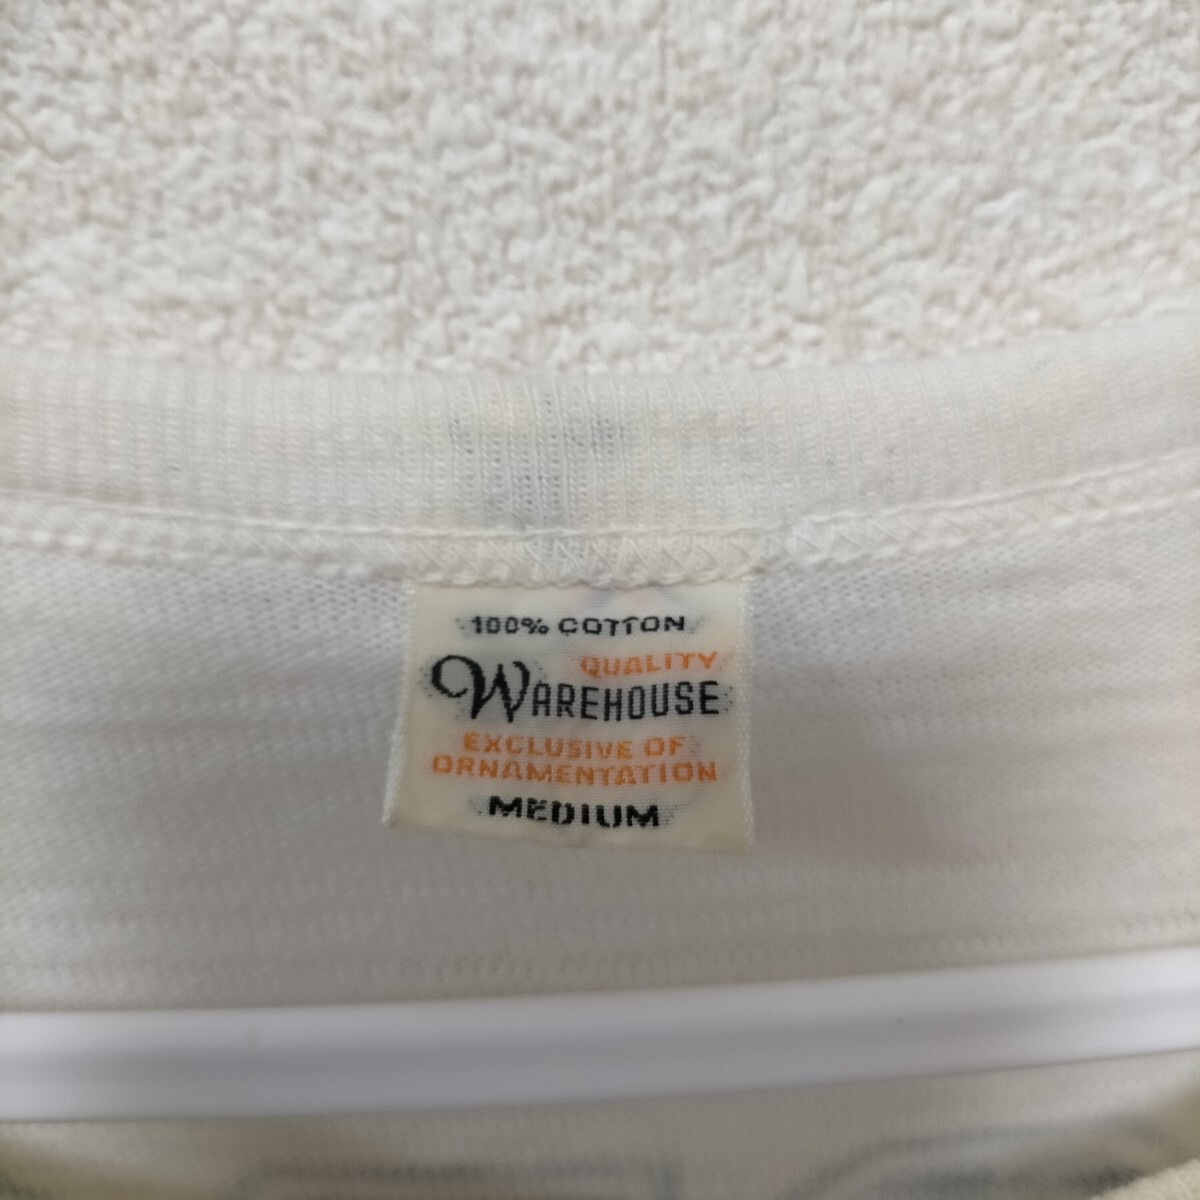 100% COTTON
QUALITY
WAREHOUSE
EXCLUSIVE OF
ORNAMENTATION
MEDIUM